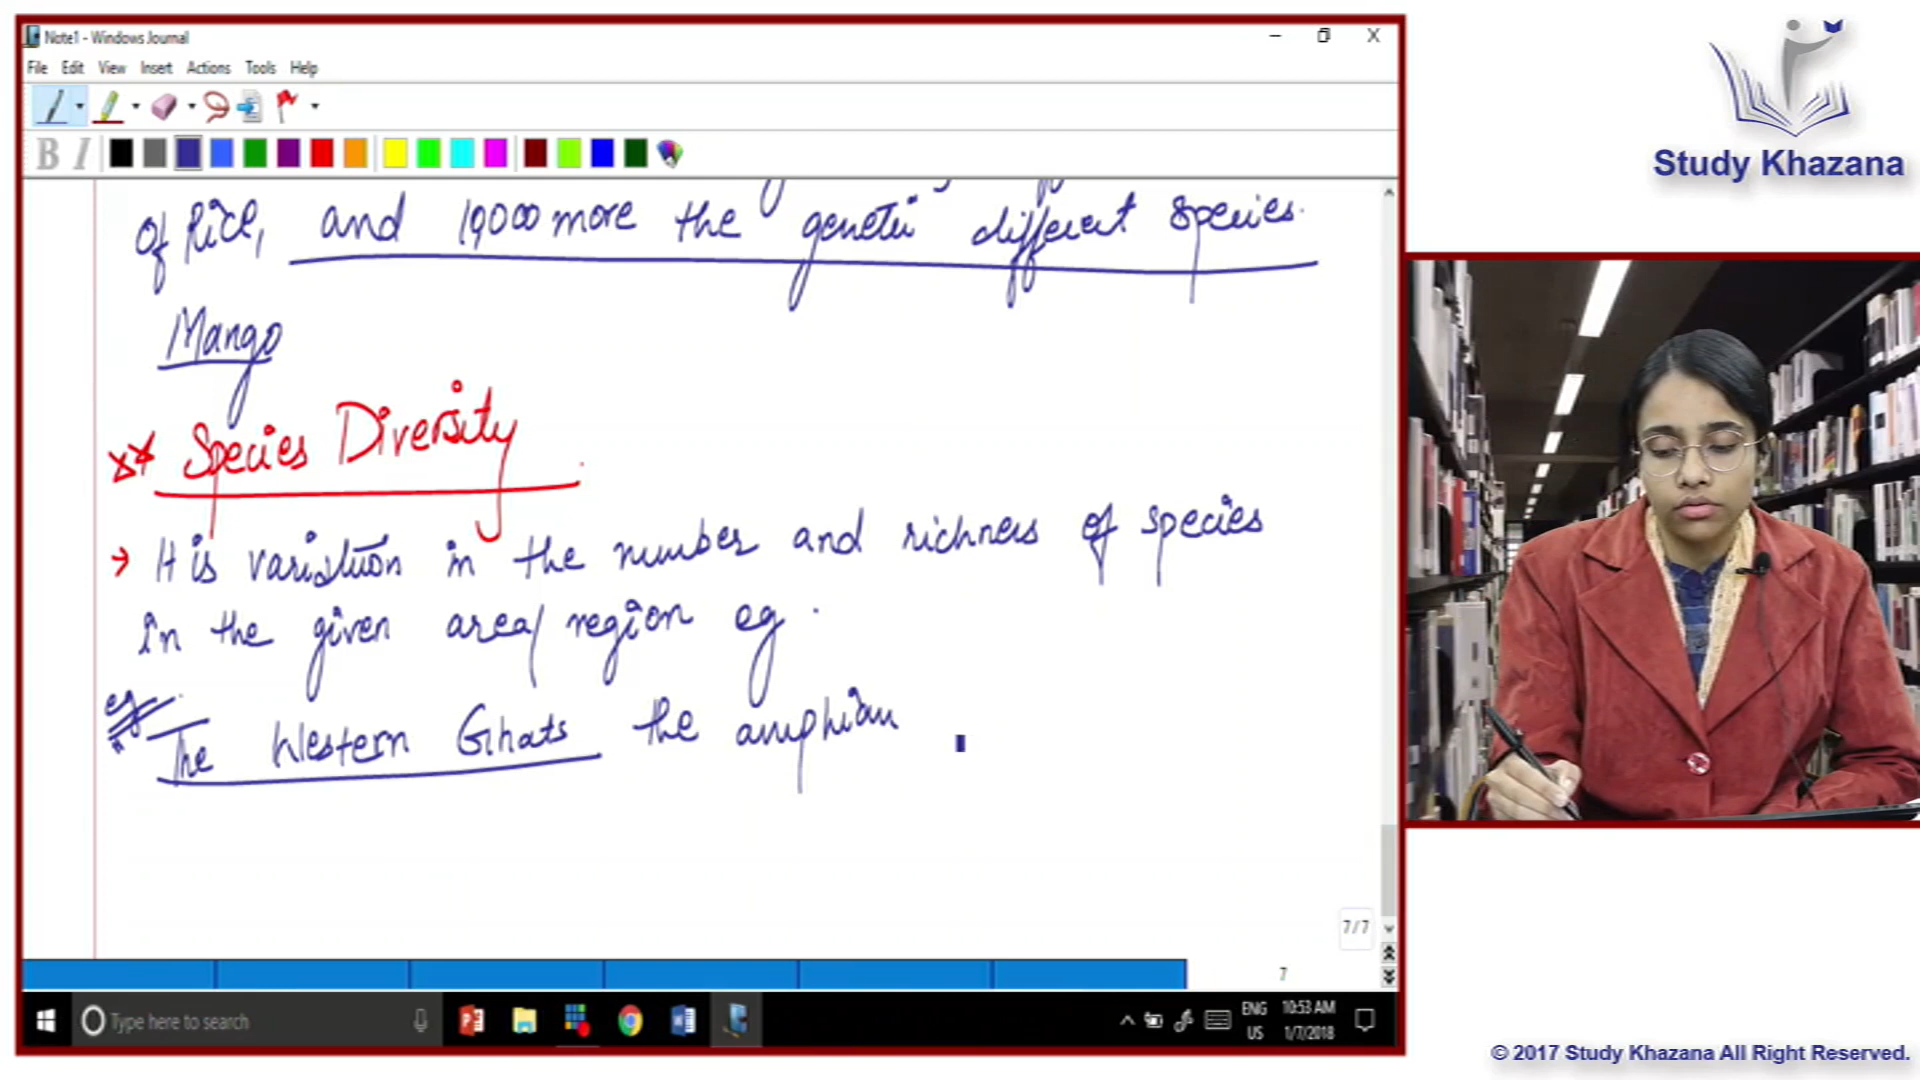 Note1 - Windows Journal
File Edit View Insert Actions Tools Help
B I
of Rice, and 19000 more the genetic different species.
Mango
Species Diversity
→ It is variation in the number and richness of species
in the given area/region eg
eg
The Western Ghats the amphian
7/7
7
Type here to search
ENG
US
10:53 AM
1/7/2018
Study Khazana
© 2017 Study Khazana All Right Reserved.